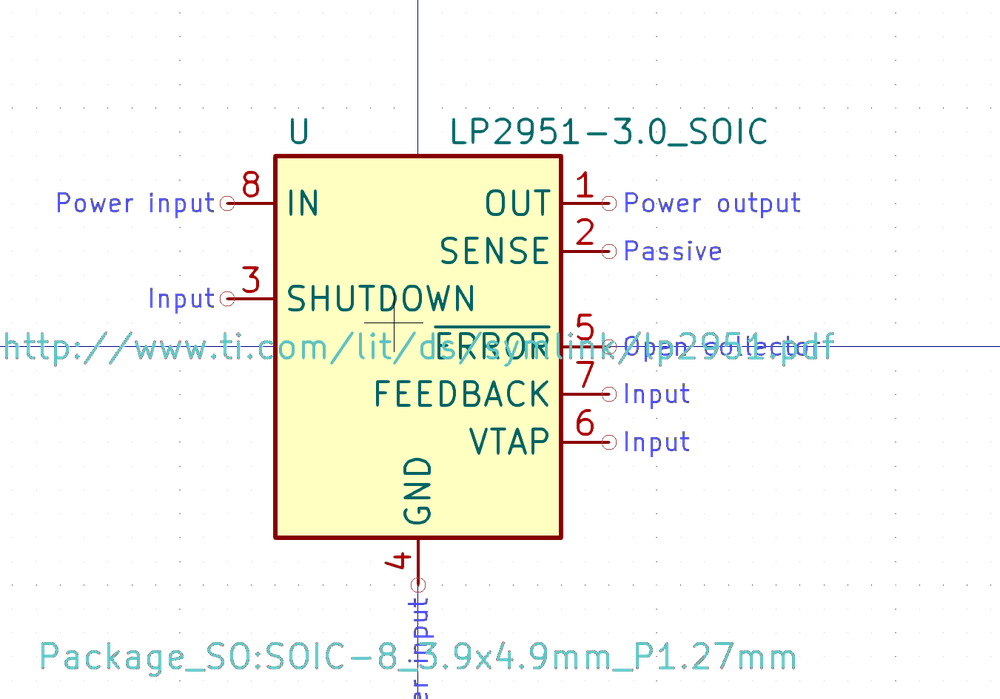 U LP2951-3.0_SOIC
Power input 8 IN OUT 1 Power output
SENSE 2 Passive
Input 3 SHUTDOWN
http://www.ti.com/lit/ds/symlink/lp2951.pdf
ERROR 5 Open collector
FEEDBACK 7 Input
VTAP 6 Input
GND
4
er input
Package_SO:SOIC-8_3.9x4.9mm_P1.27mm